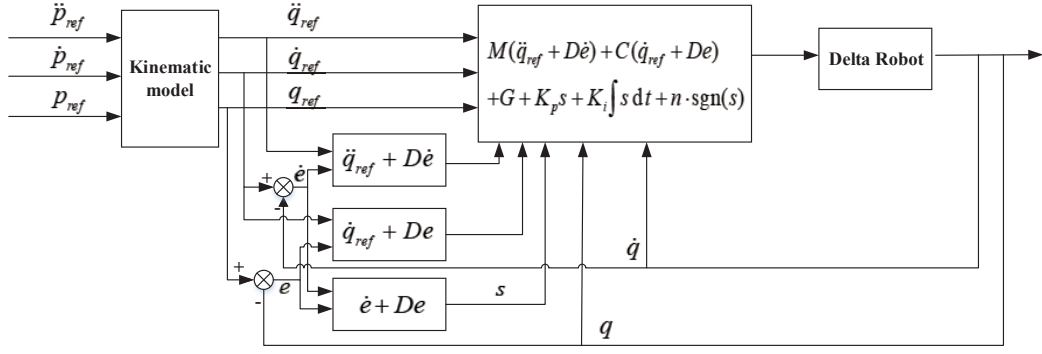 p̈_ref
q̈_ref
ṗ_ref
q̇_ref
p_ref
q_ref
Kinematic
model
M(q̈_ref + Dė) + C(q̇_ref + De)
+G + K_p s + K_i ∫ s dt + n · sgn(s)
Delta Robot
q̈_ref + Dė
+
ė
-
q̇_ref + De
q̇
+
e
-
ė + De
s
q